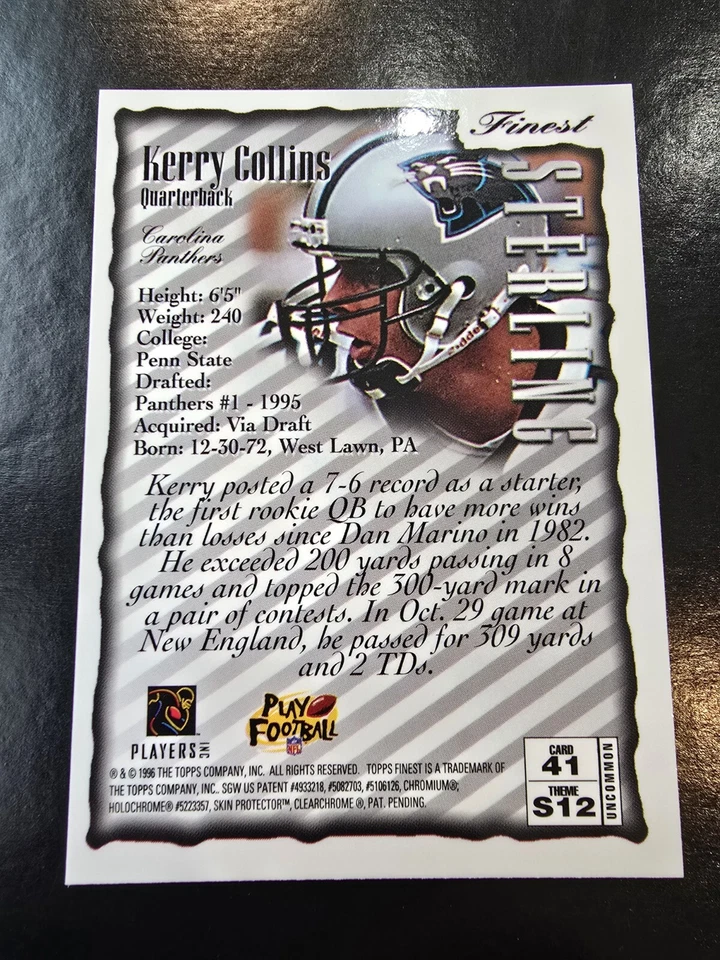 Finest
Kerry Collins
Quarterback
STERLING
Carolina
Panthers
Height: 6'5"
Weight: 240
College:
Penn State
Drafted:
Panthers #1 - 1995
Acquired: Via Draft
Born: 12-30-72, West Lawn, PA
Riddell
Kerry posted a 7-6 record as a starter,
the first rookie QB to have more wins
than losses since Dan Marino in 1982.
He exceeded 200 yards passing in 8
games and topped the 300-yard mark in
a pair of contests. In Oct. 29 game at
New England, he passed for 309 yards
and 2 TDs.
PLAYERS INC
PLAY
FOOTBALL
NFL
® & © 1996 THE TOPPS COMPANY, INC. ALL RIGHTS RESERVED. TOPPS FINEST IS A TRADEMARK OF
THE TOPPS COMPANY, INC.. SGW US PATENT #4933218, #5082703, #5106126, CHROMIUM®;
HOLOCHROME® #5223357, SKIN PROTECTOR™, CLEARCHROME ®, PAT. PENDING.
CARD
41
THEME
S12
UNCOMMON